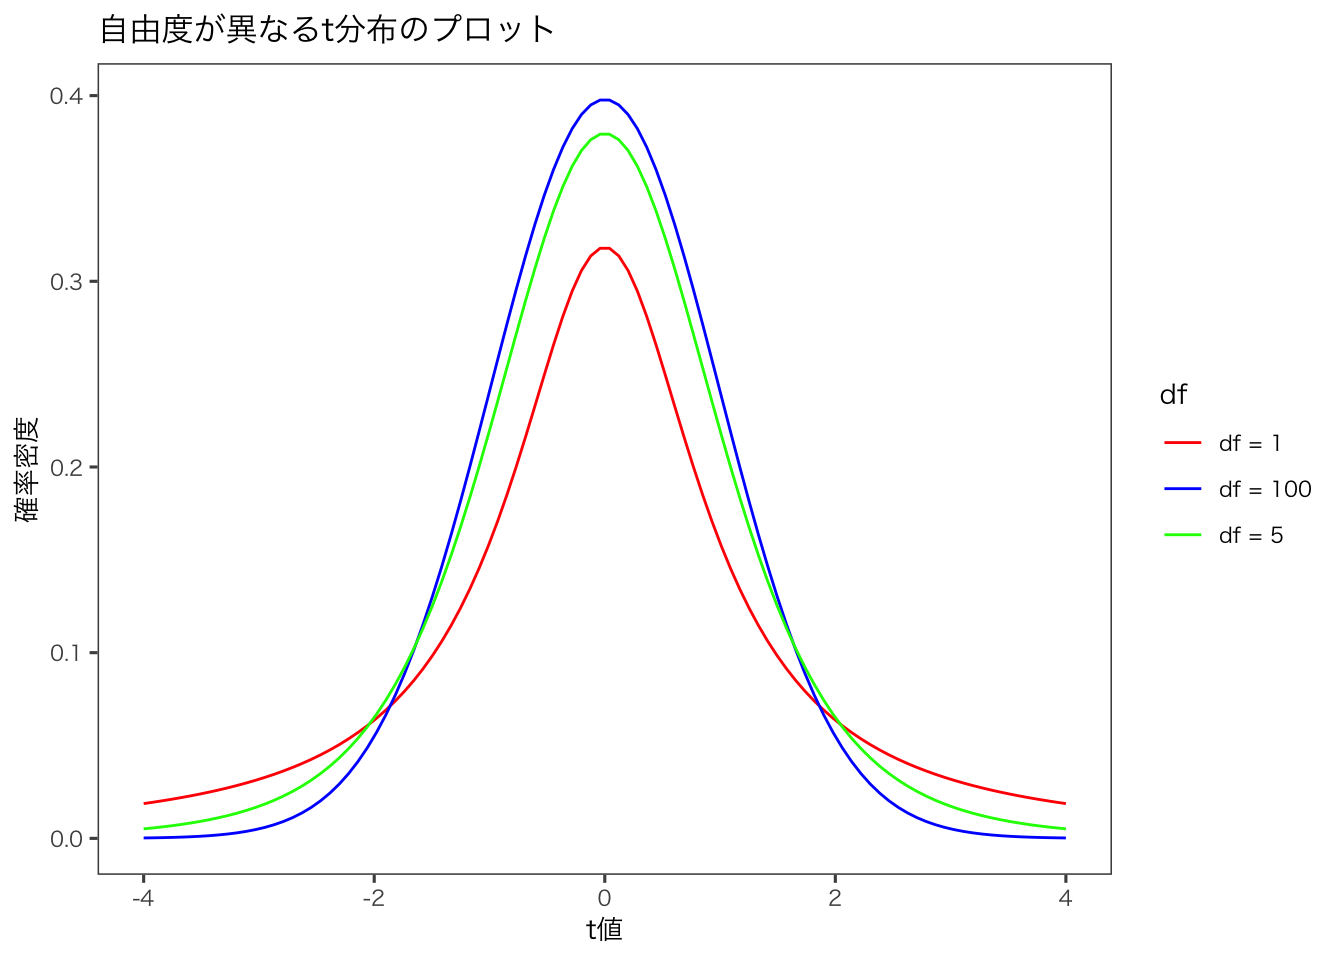 自由度が異なるt分布のプロット
確率密度
0.4
0.3
0.2
0.1
0.0
-4
-2
0
2
4
t値
df
df = 1
df = 100
df = 5